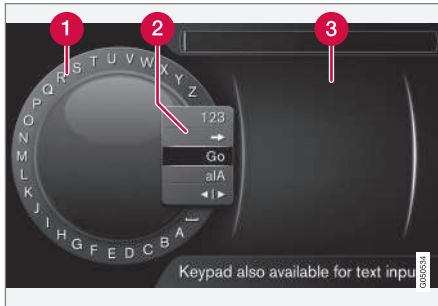 1
2
3
A B C D E F G H I J K L M N O P Q R S T U V W X Y Z
123
➡
Go
a|A
◄|►
Keypad also available for text inpu
G050534